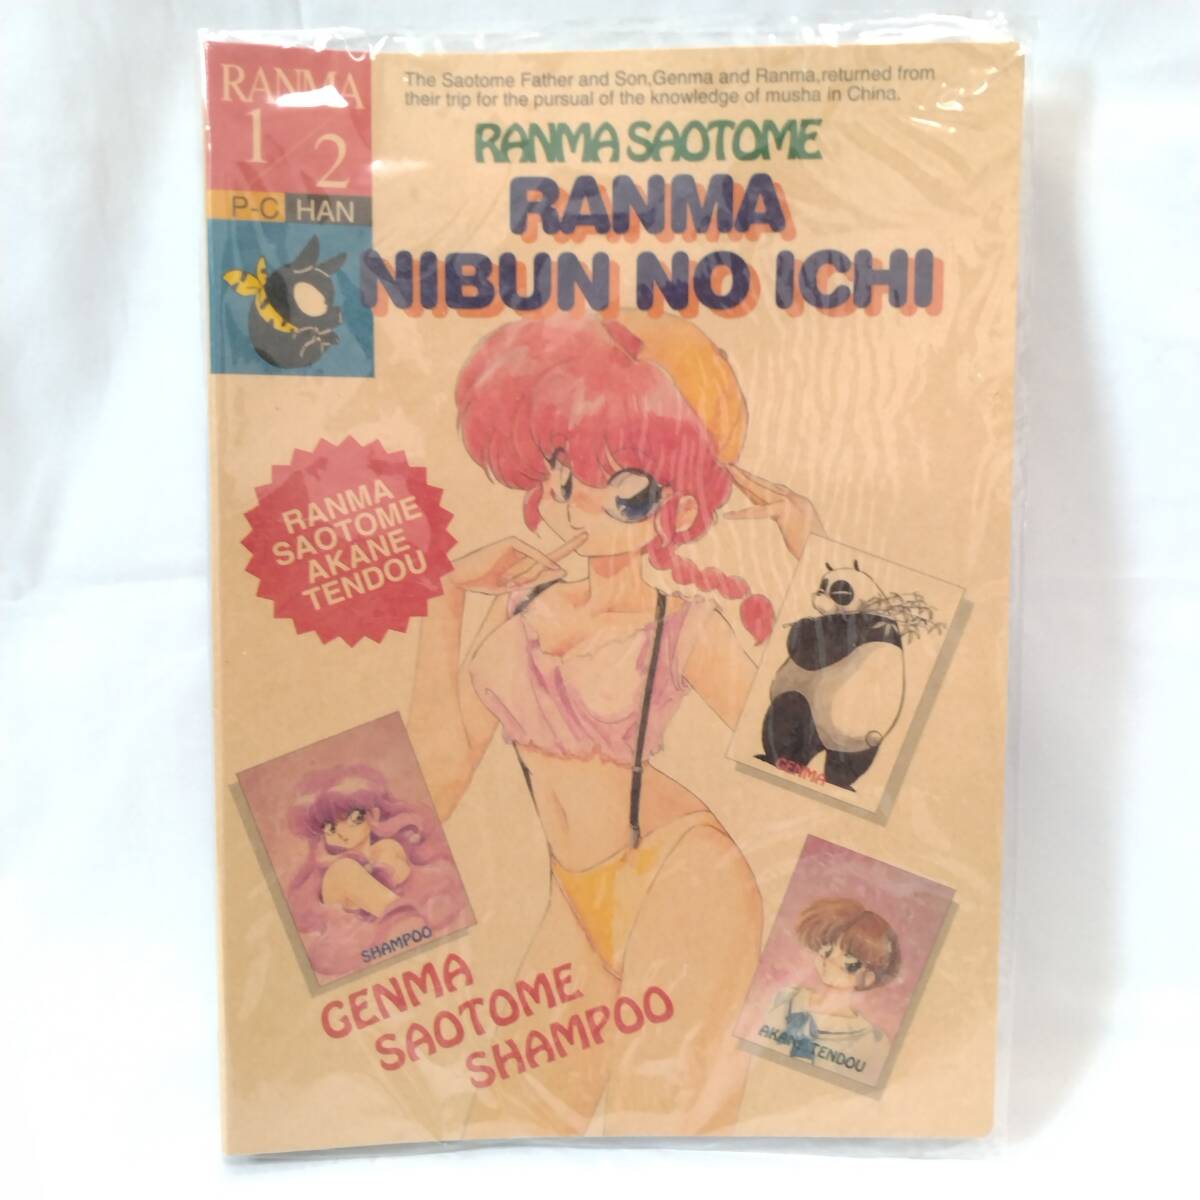 RANMA
1/2
P-C HAN
The Saotome Father and Son,Genma and Ranma,returned from
their trip for the pursual of the knowledge of musha in China.
RANMA SAOTOME
RANMA
NIBUN NO ICHI
RANMA
SAOTOME
AKANE
TENDOU
GENMA
SHAMPOO
AKANE TENDOU
GENMA
SAOTOME
SHAMPOO